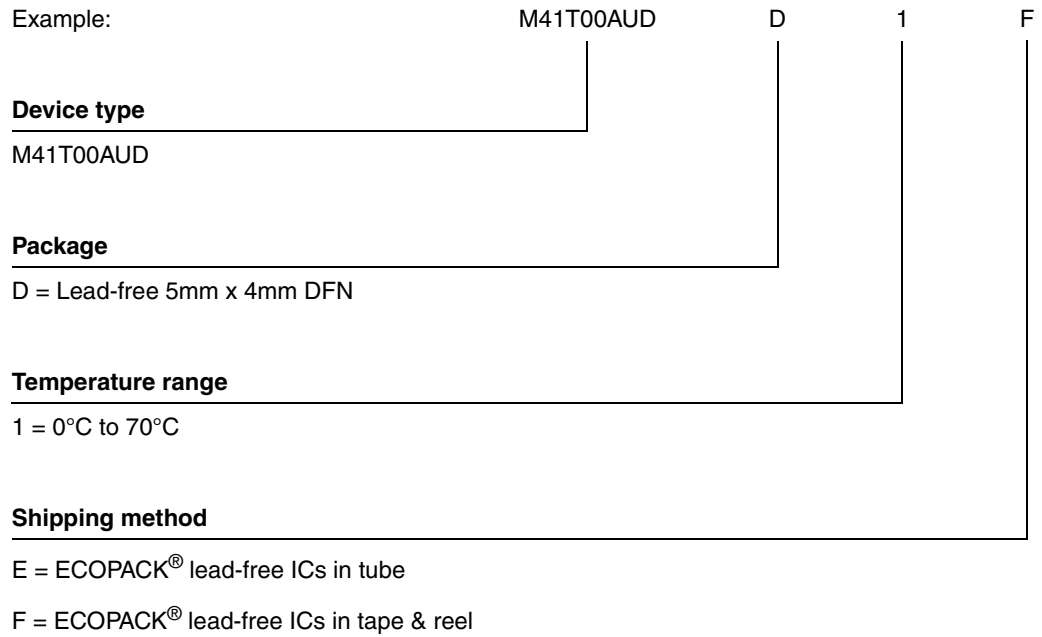 Example: M41T00AUD D 1 F
Device type
M41T00AUD
Package
D = Lead-free 5mm x 4mm DFN
Temperature range
1 = 0°C to 70°C
Shipping method
E = ECOPACK® lead-free ICs in tube
F = ECOPACK® lead-free ICs in tape & reel